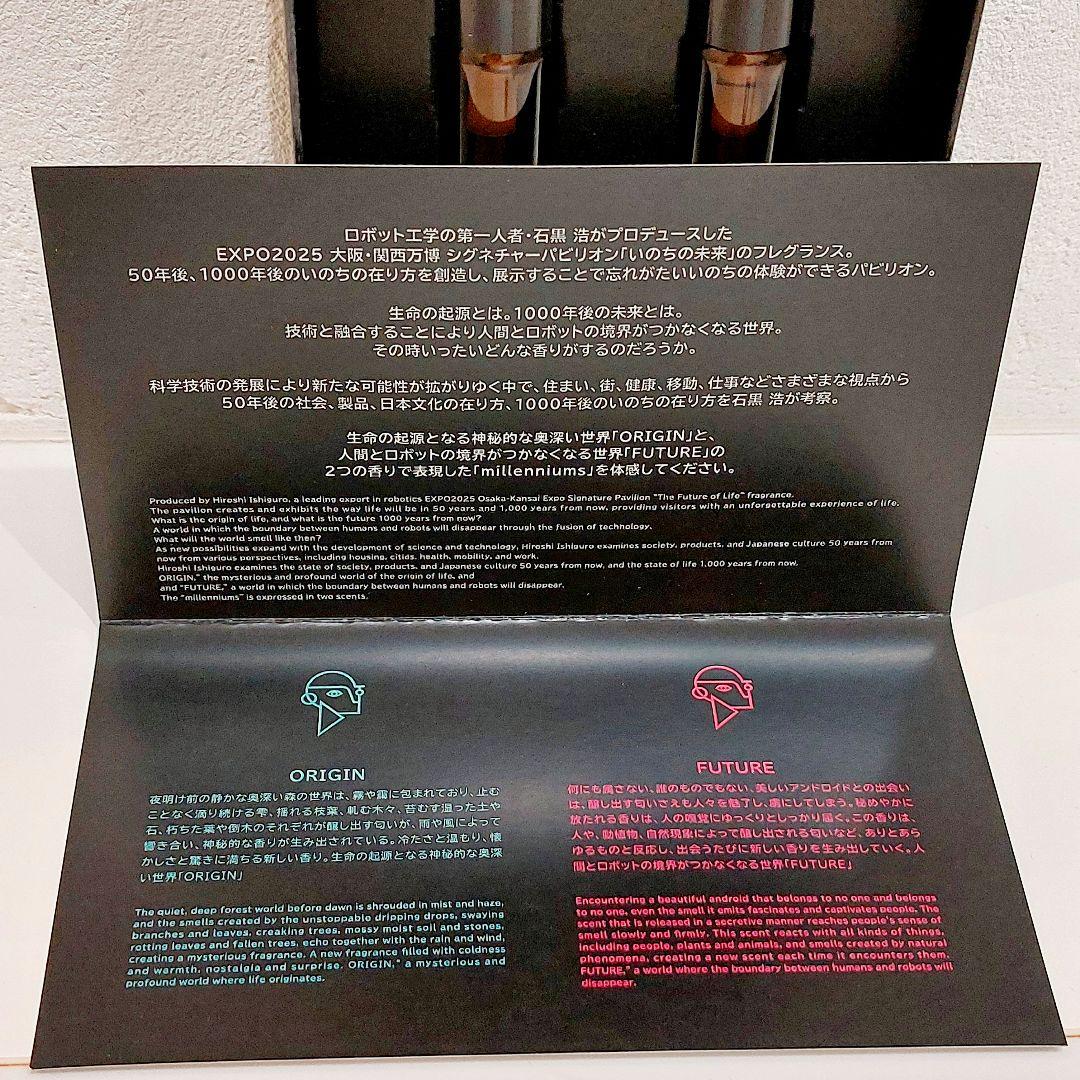 ロボット工学の第一人者・石黒 浩がプロデュースした
EXPO2025 大阪・関西万博 シグネチャーパビリオン「いのちの未来」のフレグランス。
50年後、1000年後のいのちの在り方を創造し、展示することで忘れがたいいのちの体験ができるパビリオン。
生命の起源とは。1000年後の未来とは。
技術と融合することにより人間とロボットの境界がつかなくなる世界。
その時いったいどんな香りがするのだろうか。
科学技術の発展により新たな可能性が拡がりゆく中で、住まい、街、健康、移動、仕事などさまざまな視点から
50年後の社会、製品、日本文化の在り方、1000年後のいのちの在り方を石黒 浩が考察。
生命の起源となる神秘的な奥深い世界「ORIGIN」と、
人間とロボットの境界がつかなくなる世界「FUTURE」の
2つの香りで表現した「millenniums」を体感してください。
Produced by Hiroshi Ishiguro, a leading expert in robotics EXPO2025 Osaka-Kansai Expo Signature Pavilion "The Future of Life" fragrance.
The pavilion creates and exhibits the way life will be in 50 years and 1,000 years from now, providing visitors with an unforgettable experience of life.
What is the origin of life, and what is the future 1000 years from now?
A world in which the boundary between humans and robots will disappear through the fusion of technology.
What will the world smell like then?
As new possibilities expand with the development of science and technology, Hiroshi Ishiguro examines society, products, and Japanese culture 50 years from
now from various perspectives, including housing, cities, health, mobility, and work.
Hiroshi Ishiguro examines the state of society, products, and Japanese culture 50 years from now, and the state of life 1,000 years from now.
ORIGIN," the mysterious and profound world of the origin of life, and
and "FUTURE," a world in which the boundary between humans and robots will disappear.
The "millenniums" is expressed in two scents.
ORIGIN
夜明け前の静かな奥深い森の世界は、霧や靄に包まれており、止む
ことなく滴り続ける雫、揺れる枝葉、軋む木々、苔むす湿った土や
石、朽ちた葉や倒木のそれぞれが醸し出す匂いが、雨や風によって
響き合い、神秘的な香りが生み出されている。冷たさと温もり、懐
かしさと驚きに満ちる新しい香り。生命の起源となる神秘的な奥深
い世界「ORIGIN」
The quiet, deep forest world before dawn is shrouded in mist and haze,
and the smells created by the unstoppable dripping drops, swaying
branches and leaves, creaking trees, mossy moist soil and stones,
rotting leaves and fallen trees, echo together with the rain and wind,
creating a mysterious fragrance. A new fragrance filled with coldness
and warmth, nostalgia and surprise. ORIGIN," a mysterious and
profound world where life originates.
FUTURE
何にも属さない、誰のものでもない、美しいアンドロイドとの出会い
は、醸し出す匂いさえも人々を魅了し、虜にしてしまう。秘めやかに
放たれる香りは、人の嗅覚にゆっくりとしっかり届く。この香りは、
人や、動植物、自然現象によって醸し出される匂いなど、ありとあら
ゆるものと反応し、出会うたびに新しい香りを生み出していく。人
間とロボットの境界がつかなくなる世界「FUTURE」
Encountering a beautiful android that belongs to no one and belongs
to no one, even the smell it emits fascinates and captivates people. The
scent that is released in a secretive manner reaches people's sense of
smell slowly and firmly. This scent reacts with all kinds of things,
including people, plants and animals, and smells created by natural
phenomena, creating a new scent each time it encounters them.
FUTURE," a world where the boundary between humans and robots will
disappear.